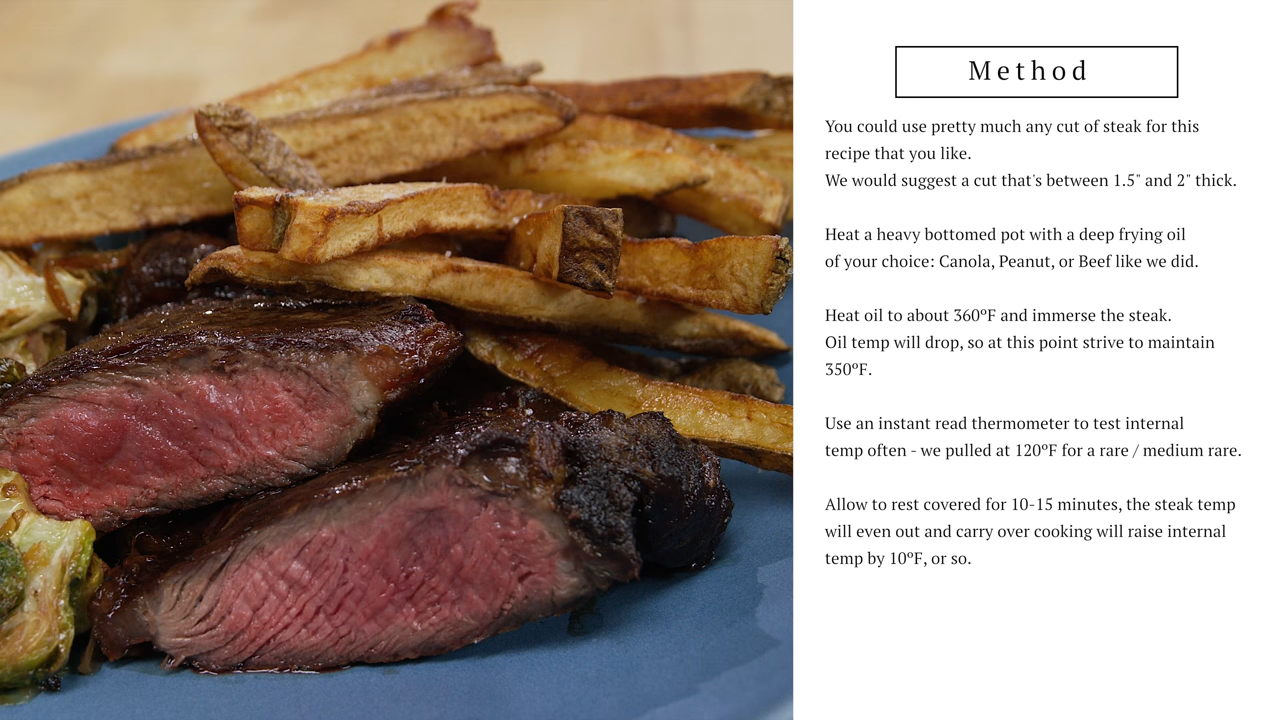 Method
You could use pretty much any cut of steak for this
recipe that you like.
We would suggest a cut that's between 1.5" and 2" thick.
Heat a heavy bottomed pot with a deep frying oil
of your choice: Canola, Peanut, or Beef like we did.
Heat oil to about 360ºF and immerse the steak.
Oil temp will drop, so at this point strive to maintain
350ºF.
Use an instant read thermometer to test internal
temp often - we pulled at 120ºF for a rare / medium rare.
Allow to rest covered for 10-15 minutes, the steak temp
will even out and carry over cooking will raise internal
temp by 10ºF, or so.